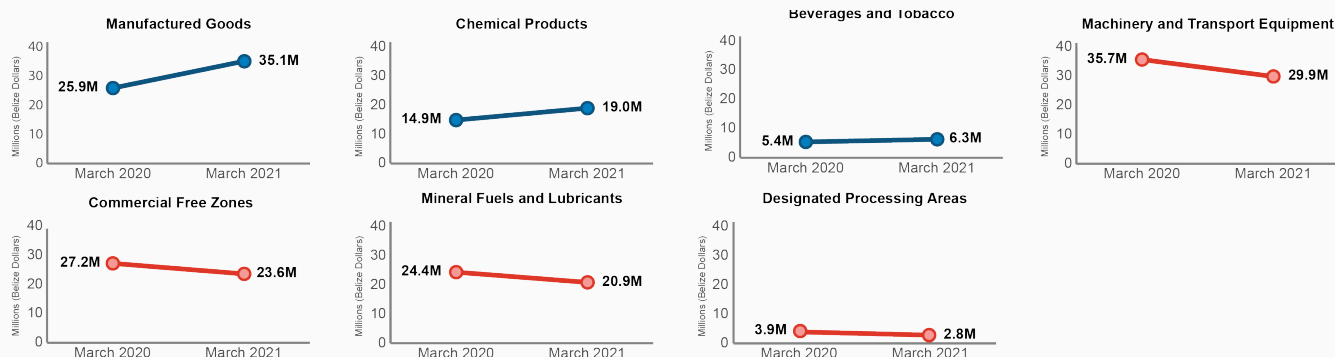 Manufactured Goods
40
30
20
10
0
Millions (Belize Dollars)
25.9M
35.1M
March 2020
March 2021
Chemical Products
40
30
20
10
0
Millions (Belize Dollars)
14.9M
19.0M
March 2020
March 2021
Beverages and Tobacco
40
30
20
10
0
Millions (Belize Dollars)
5.4M
6.3M
March 2020
March 2021
Machinery and Transport Equipment
40
30
20
10
0
Millions (Belize Dollars)
35.7M
29.9M
March 2020
March 2021
Commercial Free Zones
40
30
20
10
0
Millions (Belize Dollars)
27.2M
23.6M
March 2020
March 2021
Mineral Fuels and Lubricants
40
30
20
10
0
Millions (Belize Dollars)
24.4M
20.9M
March 2020
March 2021
Designated Processing Areas
40
30
20
10
0
Millions (Belize Dollars)
3.9M
2.8M
March 2020
March 2021